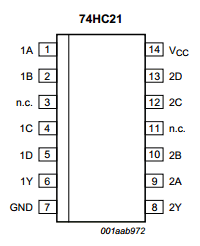 74HC21
1A 1 14 VCC
1B 2 13 2D
n.c. 3 12 2C
1C 4 11 n.c.
1D 5 10 2B
1Y 6 9 2A
GND 7 8 2Y
001aab972